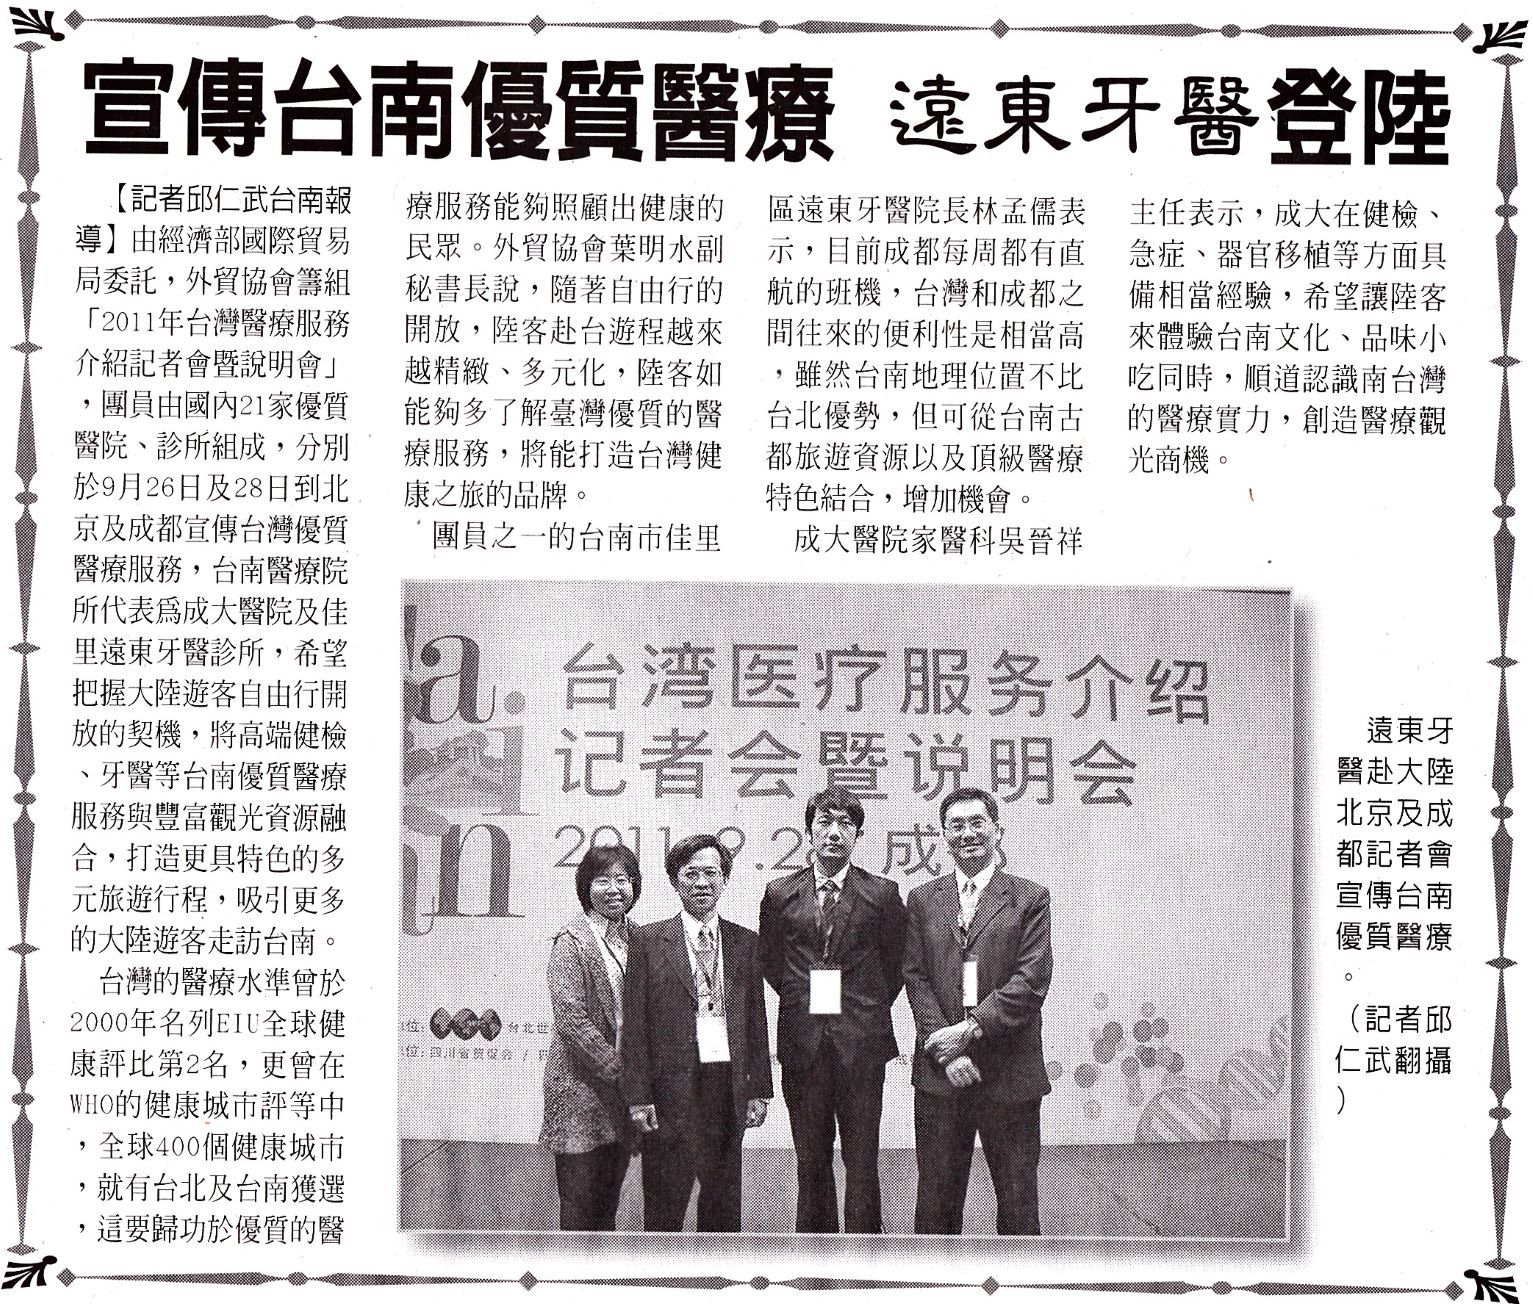 宣傳台南優質醫療 遠東牙醫登陸
【記者邱仁武台南報
導】由經濟部國際貿易
局委託，外貿協會籌組
「2011年台灣醫療服務
介紹記者會暨說明會」
，團員由國內21家優質
醫院、診所組成，分別
於9月26日及28日到北
京及成都宣傳台灣優質
醫療服務，台南醫療院
所代表為成大醫院及佳
里遠東牙醫診所，希望
把握大陸遊客自由行開
放的契機，將高端健檢
、牙醫等台南優質醫療
服務與豐富觀光資源融
合，打造更具特色的多
元旅遊行程，吸引更多
的大陸遊客走訪台南。
台灣的醫療水準曾於
2000年名列EIU全球健
康評比第2名，更曾在
WHO的健康城市評等中
，全球400個健康城市
，就有台北及台南獲選
，這要歸功於優質的醫
療服務能夠照顧出健康的
民眾。外貿協會葉明水副
秘書長說，隨著自由行的
開放，陸客赴台遊程越來
越精緻、多元化，陸客如
能夠多了解臺灣優質的醫
療服務，將能打造台灣健
康之旅的品牌。
團員之一的台南市佳里
區遠東牙醫院長林孟儒表
示，目前成都每周都有直
航的班機，台灣和成都之
間往來的便利性是相當高
，雖然台南地理位置不比
台北優勢，但可從台南古
都旅遊資源以及頂級醫療
特色結合，增加機會。
成大醫院家醫科吳晉祥
主任表示，成大在健檢、
急症、器官移植等方面具
備相當經驗，希望讓陸客
來體驗台南文化、品味小
吃同時，順道認識南台灣
的醫療實力，創造醫療觀
光商機。
a.
n
台湾医疗服务介绍
记者会暨说明会
2011.9.2 成
位: 台北世
位: 四川省贸促会 /
遠東牙
醫赴大陸
北京及成
都記者會
宣傳台南
優質醫療
。
（記者邱
仁武翻攝
）